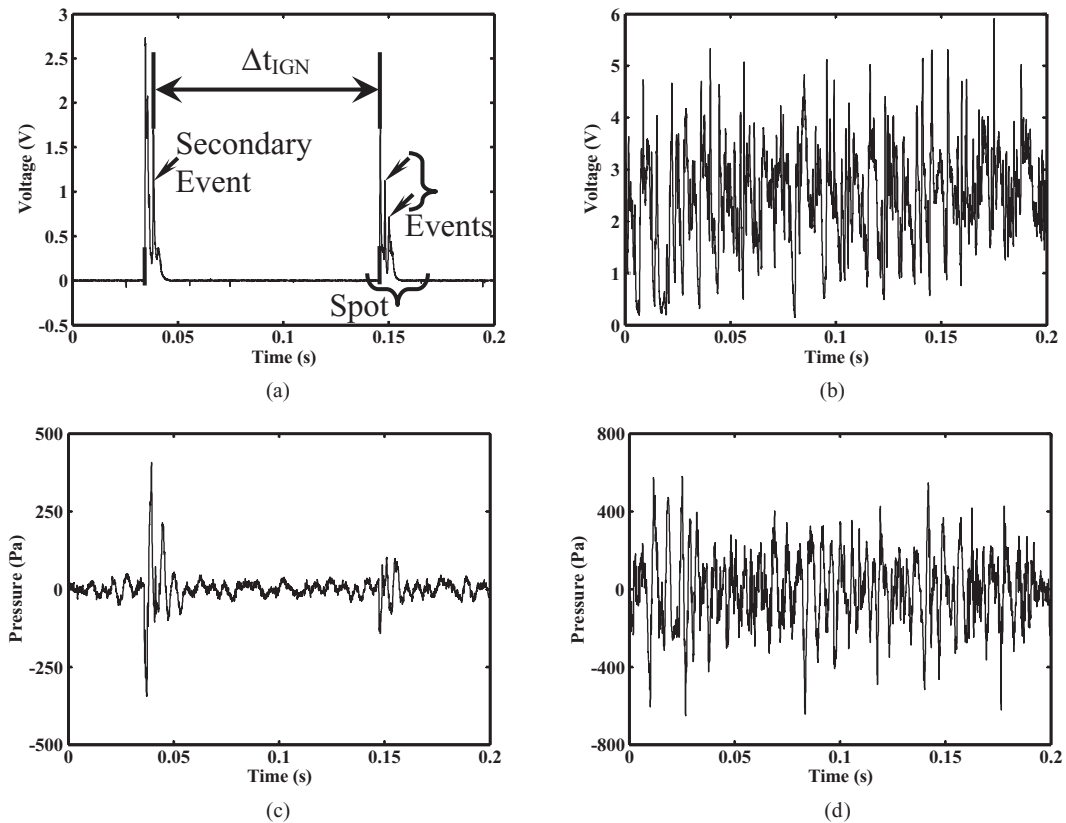 3
2.5
2
1.5
1
0.5
0
-0.5
Voltage (V)
Δt_IGN
Secondary
Event
Events
Spot
0
0.05
0.1
0.15
0.2
Time (s)
(a)
6
5
4
3
2
1
0
Voltage (V)
0
0.05
0.1
0.15
0.2
Time (s)
(b)
500
250
0
-250
-500
Pressure (Pa)
0
0.05
0.1
0.15
0.2
Time (s)
(c)
800
400
0
-400
-800
Pressure (Pa)
0
0.05
0.1
0.15
0.2
Time (s)
(d)